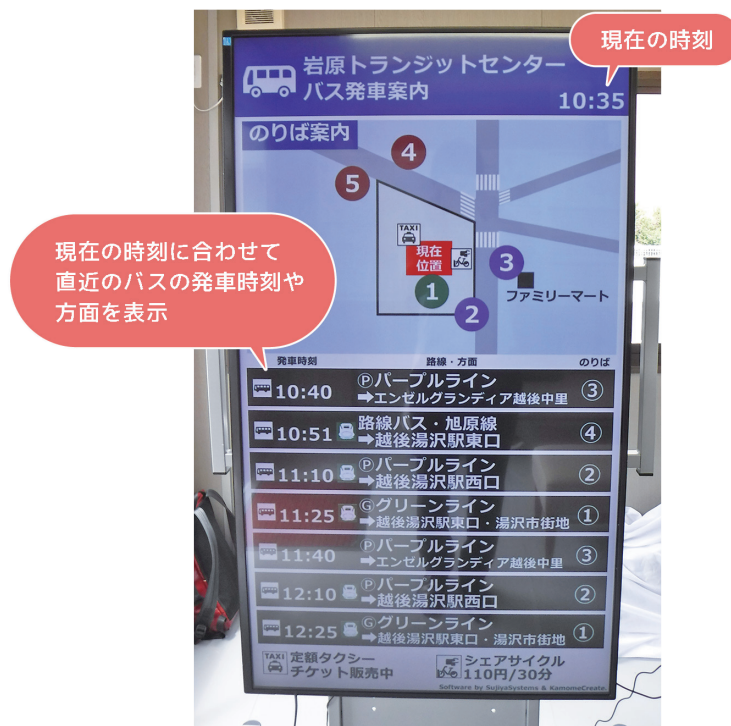 現在の時刻
岩原トランジットセンター
バス発車案内
10:35
のりば案内
4
5
TAXI
現在
位置
3
1
ファミリーマート
2
現在の時刻に合わせて
直近のバスの発車時刻や
方面を表示
発車時刻 路線・方面 のりば
10:40 Ⓟパープルライン ③
➡エンゼルグランディア越後中里
10:51 路線バス・旭原線 ④
➡越後湯沢駅東口
11:10 Ⓟパープルライン ②
➡越後湯沢駅西口
11:25 Ⓖグリーンライン ①
➡越後湯沢駅東口・湯沢市街地
11:40 Ⓟパープルライン ③
➡エンゼルグランディア越後中里
12:10 Ⓟパープルライン ②
➡越後湯沢駅西口
12:25 Ⓖグリーンライン ①
➡越後湯沢駅東口・湯沢市街地
TAXI 定額タクシー
チケット販売中
シェアサイクル
110円/30分
Software by SujiyaSystems & KamomeCreate.